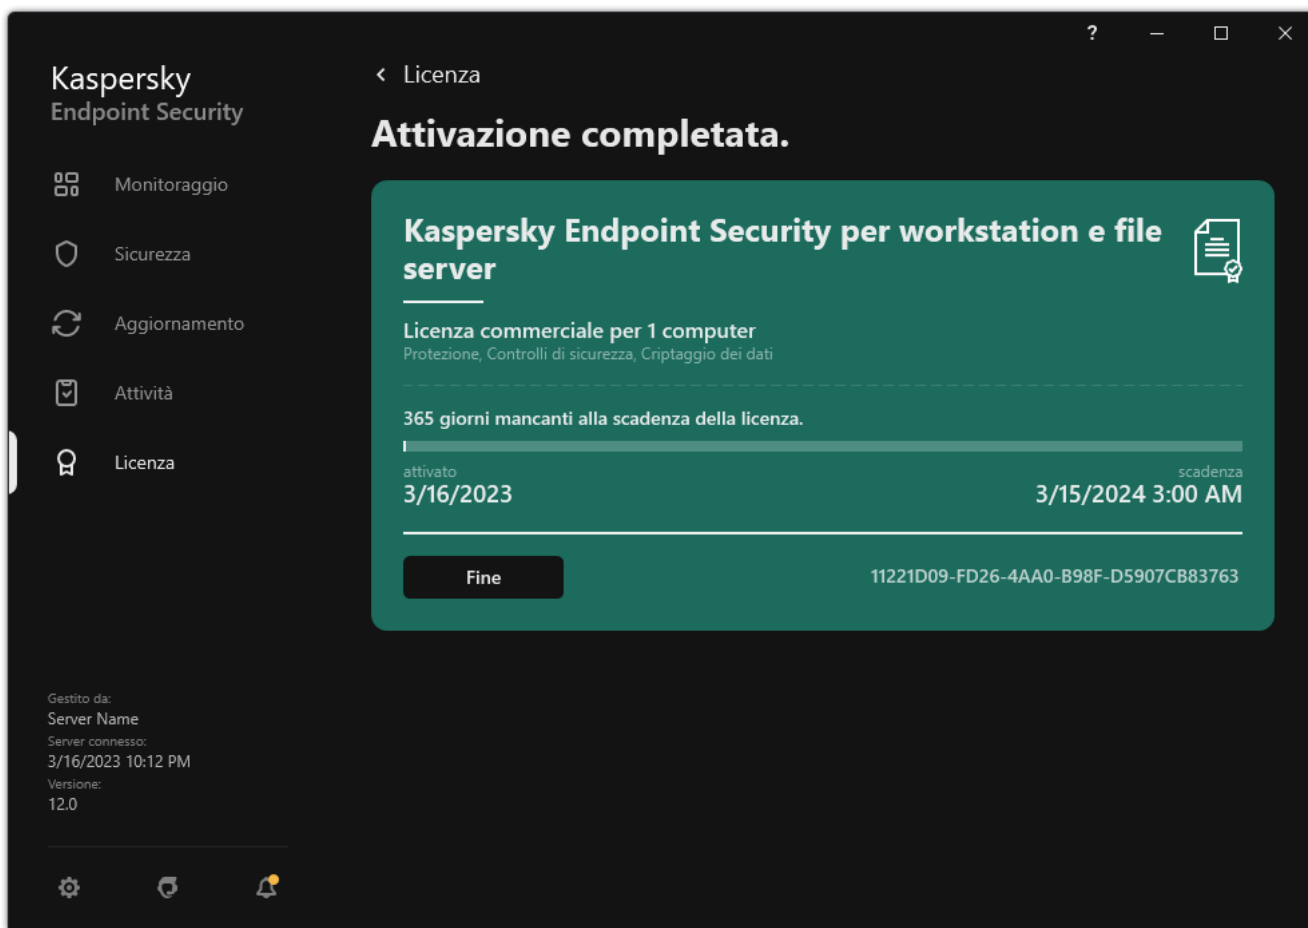 ?
Kaspersky
Endpoint Security
Monitoraggio
Sicurezza
Aggiornamento
Attività
Licenza
Gestito da:
Server Name
Server connesso:
3/16/2023 10:12 PM
Versione:
12.0
Licenza
Attivazione completata.
Kaspersky Endpoint Security per workstation e file
server
Licenza commerciale per 1 computer
Protezione, Controlli di sicurezza, Criptaggio dei dati
365 giorni mancanti alla scadenza della licenza.
attivato scadenza
3/16/2023 3/15/2024 3:00 AM
Fine 11221D09-FD26-4AA0-B98F-D5907CB83763